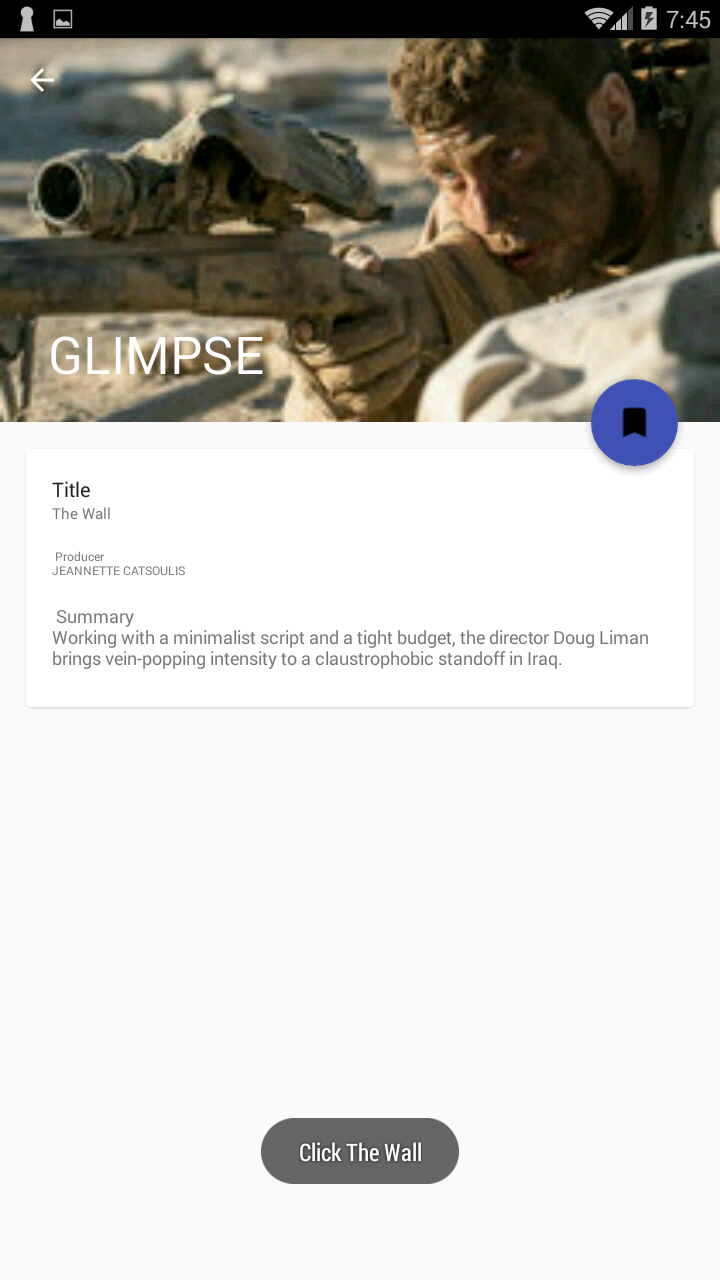 7:45
GLIMPSE
Title
The Wall
Producer
JEANNETTE CATSOULIS
Summary
Working with a minimalist script and a tight budget, the director Doug Liman
brings vein-popping intensity to a claustrophobic standoff in Iraq.
Click The Wall